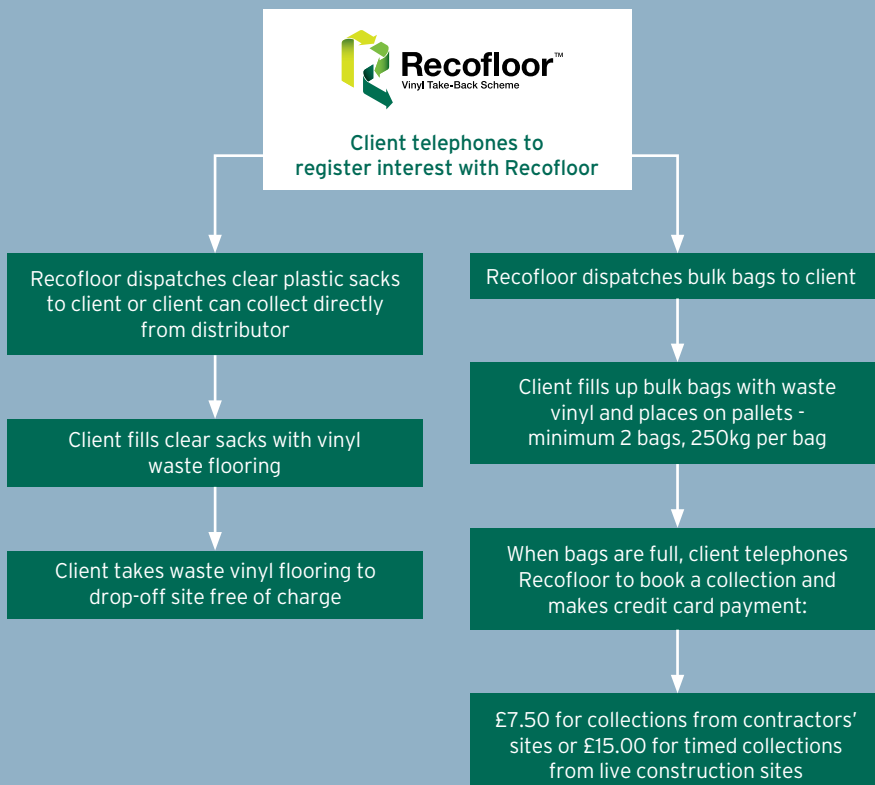 Recofloor™
Vinyl Take-Back Scheme
Client telephones to
register interest with Recofloor
Recofloor dispatches clear plastic sacks
to client or client can collect directly
from distributor
Client fills clear sacks with vinyl
waste flooring
Client takes waste vinyl flooring to
drop-off site free of charge
Recofloor dispatches bulk bags to client
Client fills up bulk bags with waste
vinyl and places on pallets -
minimum 2 bags, 250kg per bag
When bags are full, client telephones
Recofloor to book a collection and
makes credit card payment:
£7.50 for collections from contractors’
sites or £15.00 for timed collections
from live construction sites